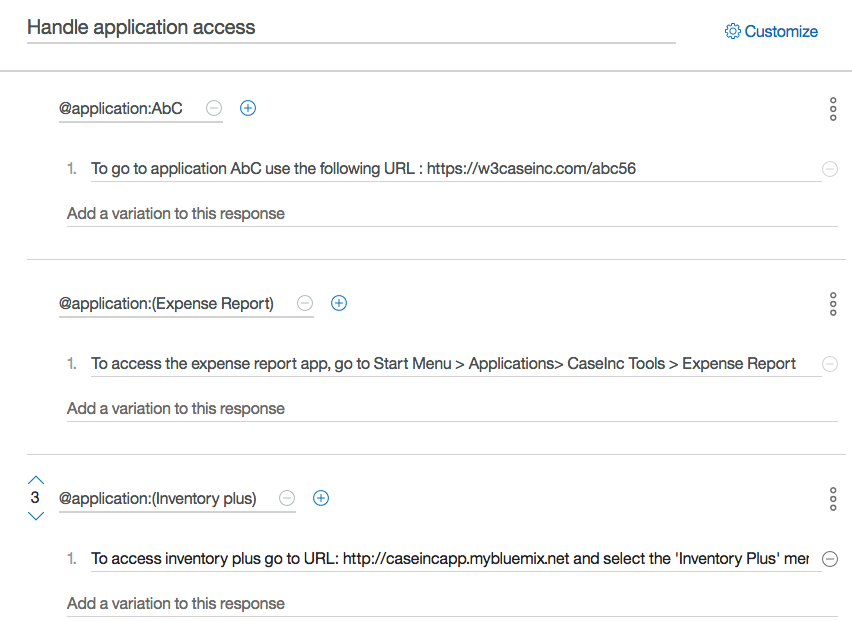 Handle application access
Customize
@application:AbC
1. To go to application AbC use the following URL : https://w3caseinc.com/abc56
Add a variation to this response
@application:(Expense Report)
1. To access the expense report app, go to Start Menu > Applications> CaseInc Tools > Expense Report
Add a variation to this response
3 @application:(Inventory plus)
1. To access inventory plus go to URL: http://caseincapp.mybluemix.net and select the 'Inventory Plus'
Add a variation to this response